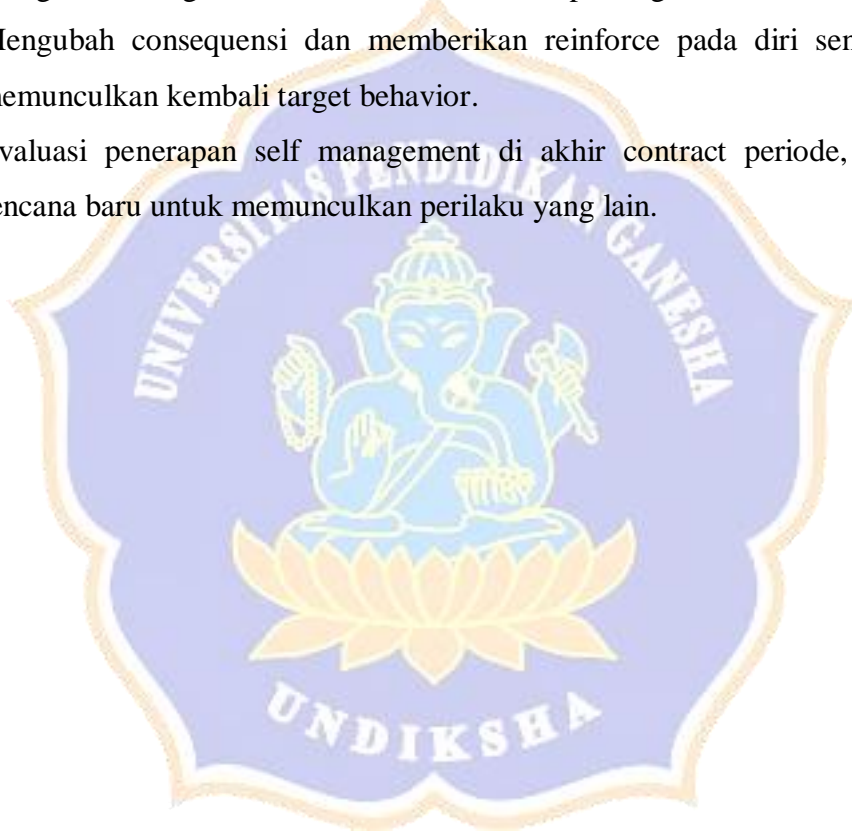 Mengubah consequensi dan memberikan reinforce pada diri sen
memunculkan kembali target behavior.
valuasi penerapan self management di akhir contract periode,
encana baru untuk memunculkan perilaku yang lain.
UNIVERSITAS PENDIDIKAN GANESHA
UNDIKSHA